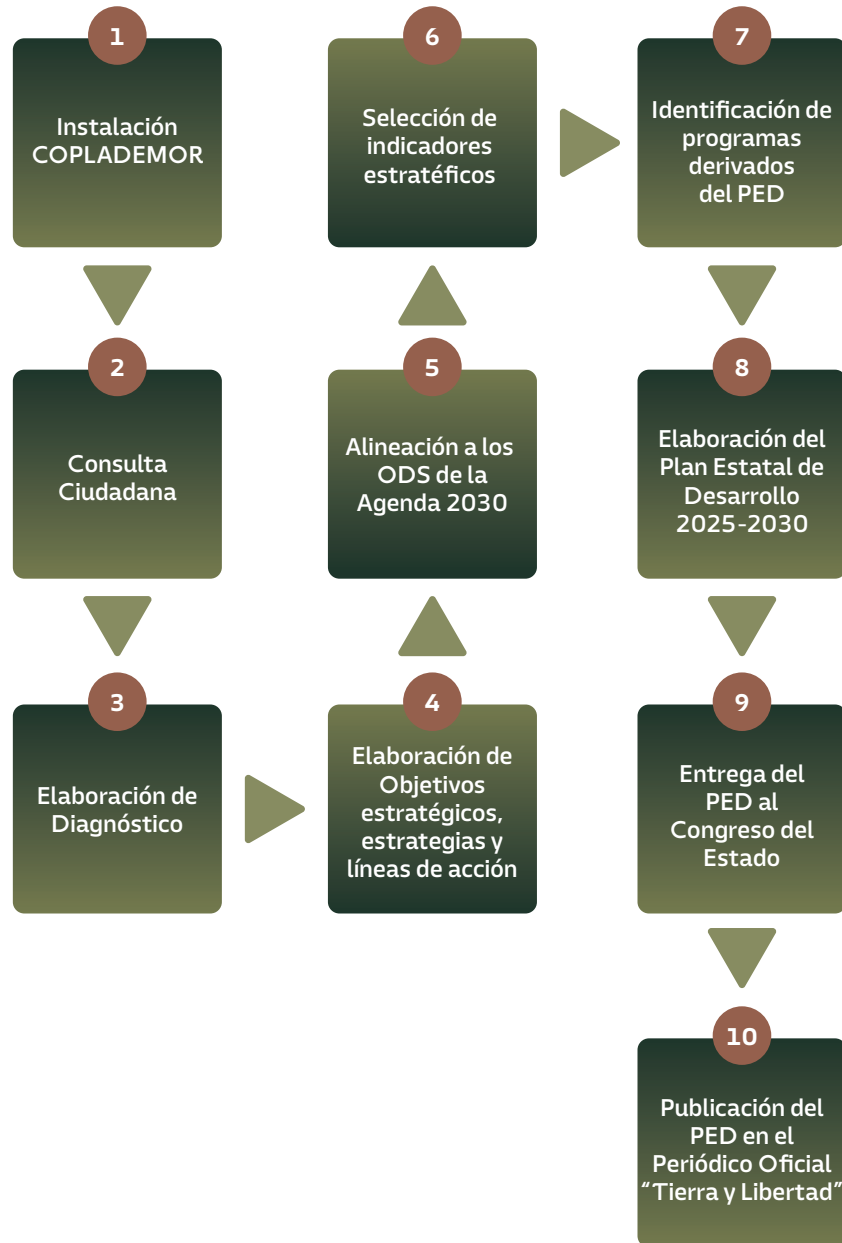 1
Instalación
COPLADEMOR
2
Consulta
Ciudadana
3
Elaboración de
Diagnóstico
4
Elaboración de
Objetivos
estratégicos,
estrategias y
líneas de acción
5
Alineación a los
ODS de la
Agenda 2030
6
Selección de
indicadores
estratéficos
7
Identificación de
programas
derivados
del PED
8
Elaboración del
Plan Estatal de
Desarrollo
2025-2030
9
Entrega del
PED al
Congreso del
Estado
10
Publicación del
PED en el
Periódico Oficial
“Tierra y Libertad”